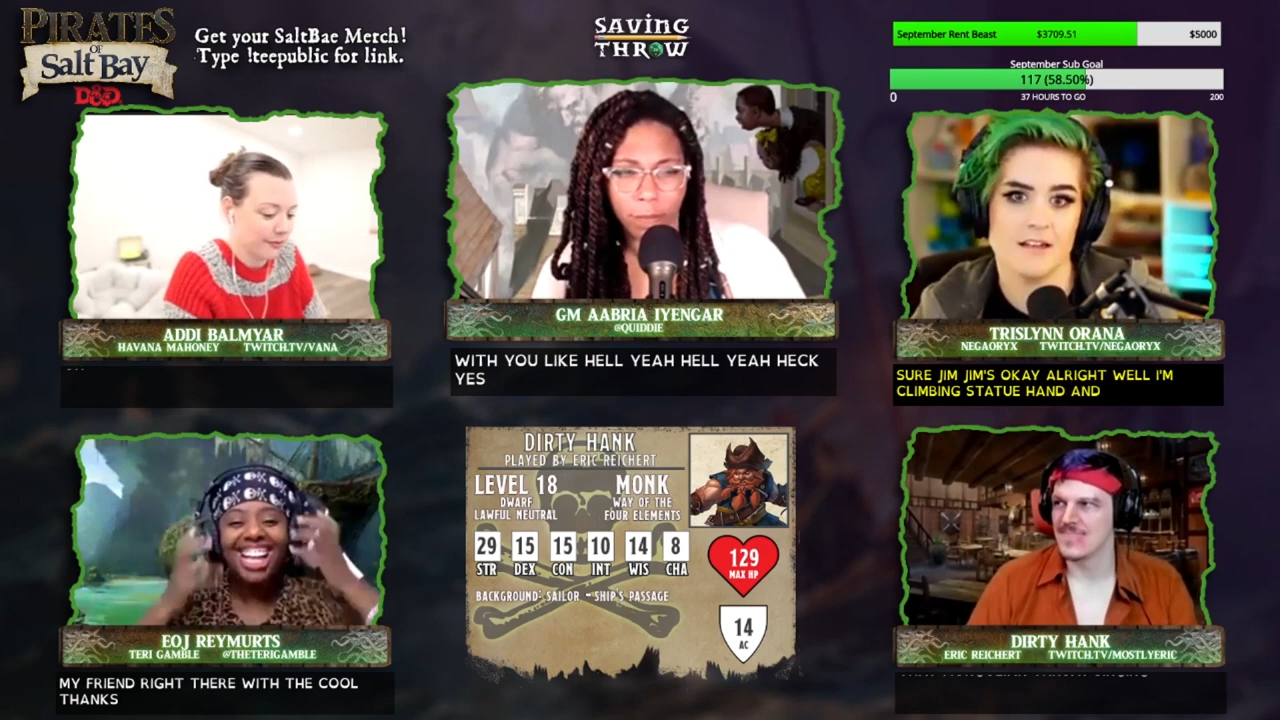 PIRATES
OF
Salt Bay
D&D
Get your SaltBae Merch!
Type !teepublic for link.
SAVING
THROW
September Rent Beast $3709.51 $5000
September Sub Goal
117 (58.50%)
0 37 HOURS TO GO 200
ADDI BALMYAR
HAVANA MAHONEY TWITCH.TV/VANA
GM AABRIA IYENGAR
@QUIDDIE
WITH YOU LIKE HELL YEAH HELL YEAH HECK
YES
TRISLYNN ORANA
NEGAORYX TWITCH.TV/NEGAORYX
SURE JIM JIM'S OKAY ALRIGHT WELL I'M
CLIMBING STATUE HAND AND
EOJ REYMURTS
TERI GAMBLE @THETERIGAMBLE
MY FRIEND RIGHT THERE WITH THE COOL
THANKS
DIRTY HANK
PLAYED BY ERIC REICHERT
LEVEL 18 MONK
DWARF WAY OF THE
LAWFUL NEUTRAL FOUR ELEMENTS
29 15 15 10 14 8
STR DEX CON INT WIS CHA
129
MAX HP
BACKGROUND: SAILOR - SHIP'S PASSAGE
14
AC
DIRTY HANK
ERIC REICHERT TWITCH.TV/MOSTLYERIC